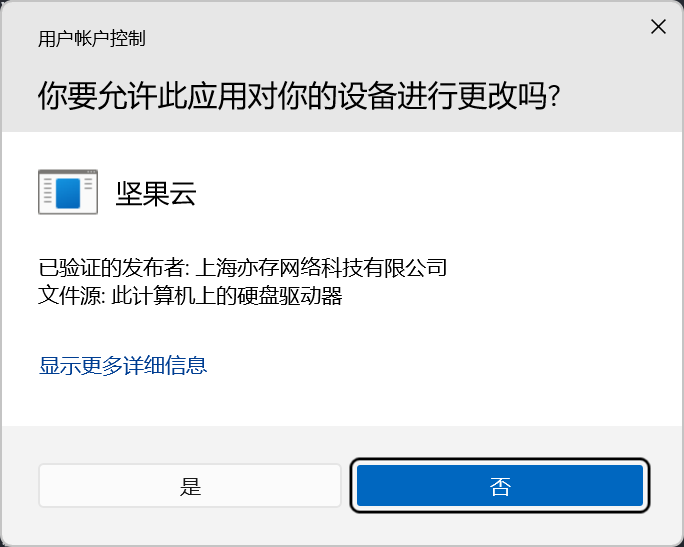 用户帐户控制
你要允许此应用对你的设备进行更改吗?
坚果云
已验证的发布者: 上海亦存网络科技有限公司
文件源: 此计算机上的硬盘驱动器
显示更多详细信息
是
否